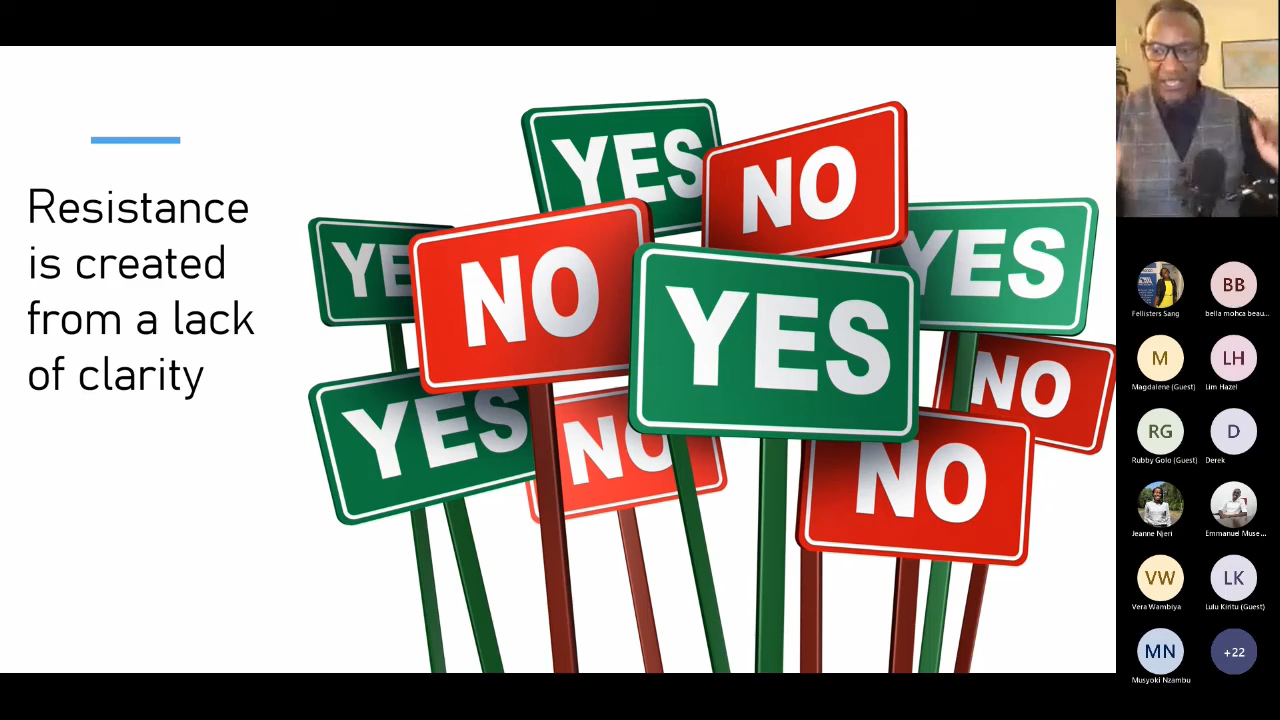 Resistance
is created
from a lack
of clarity
YES
NO
YES
NO
YES
YES
NO
YES
NO
NO
Fellisters Sang
BB
bella mohca beau...
M
Magdalene (Guest)
LH
Lim Hazel
RG
Rubby Golo (Guest)
D
Derek
Jeanne Njeri
Emmanuel Muse...
VW
Vera Wambiya
LK
Lulu Kiritu (Guest)
MN
Musyoki Nzambu
+22